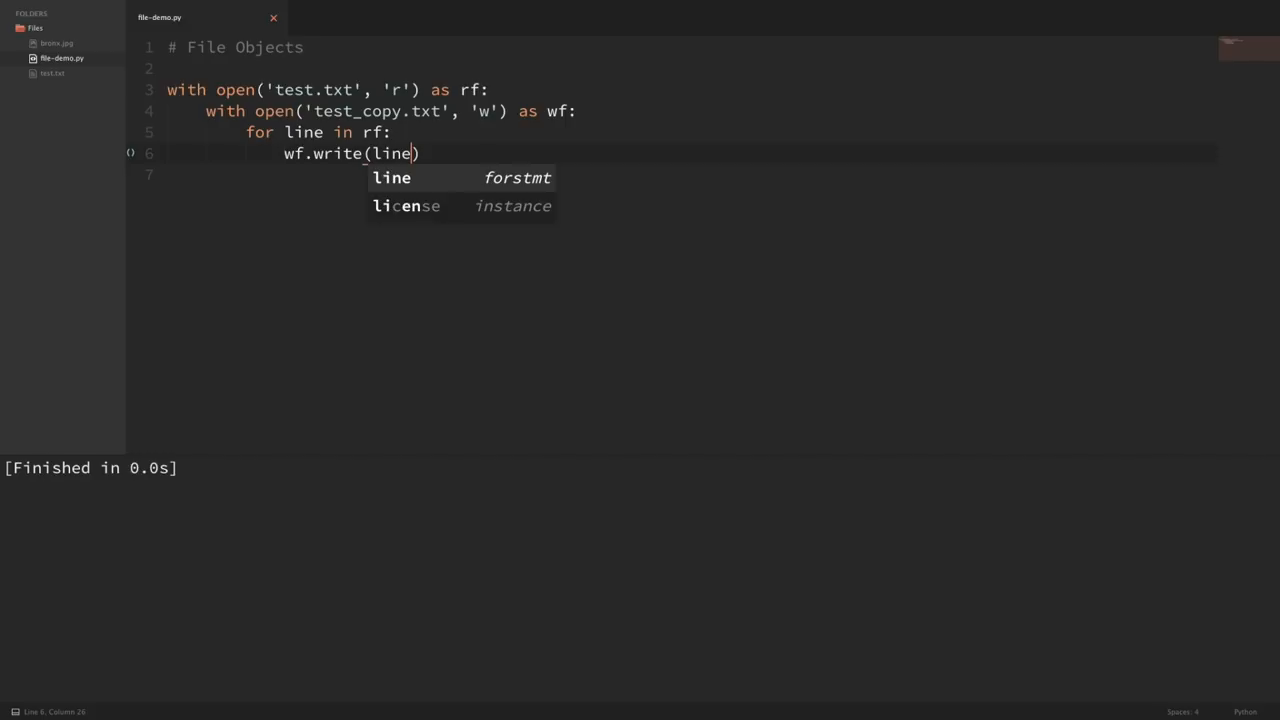 FOLDERS
Files
bronx.jpg
file-demo.py
test.txt
file-demo.py
1 # File Objects
2
3 with open('test.txt', 'r') as rf:
4 with open('test_copy.txt', 'w') as wf:
5 for line in rf:
() 6 wf.write(line)
line forstmt
7
license instance
[Finished in 0.0s]
Line 6, Column 26
Spaces: 4
Python